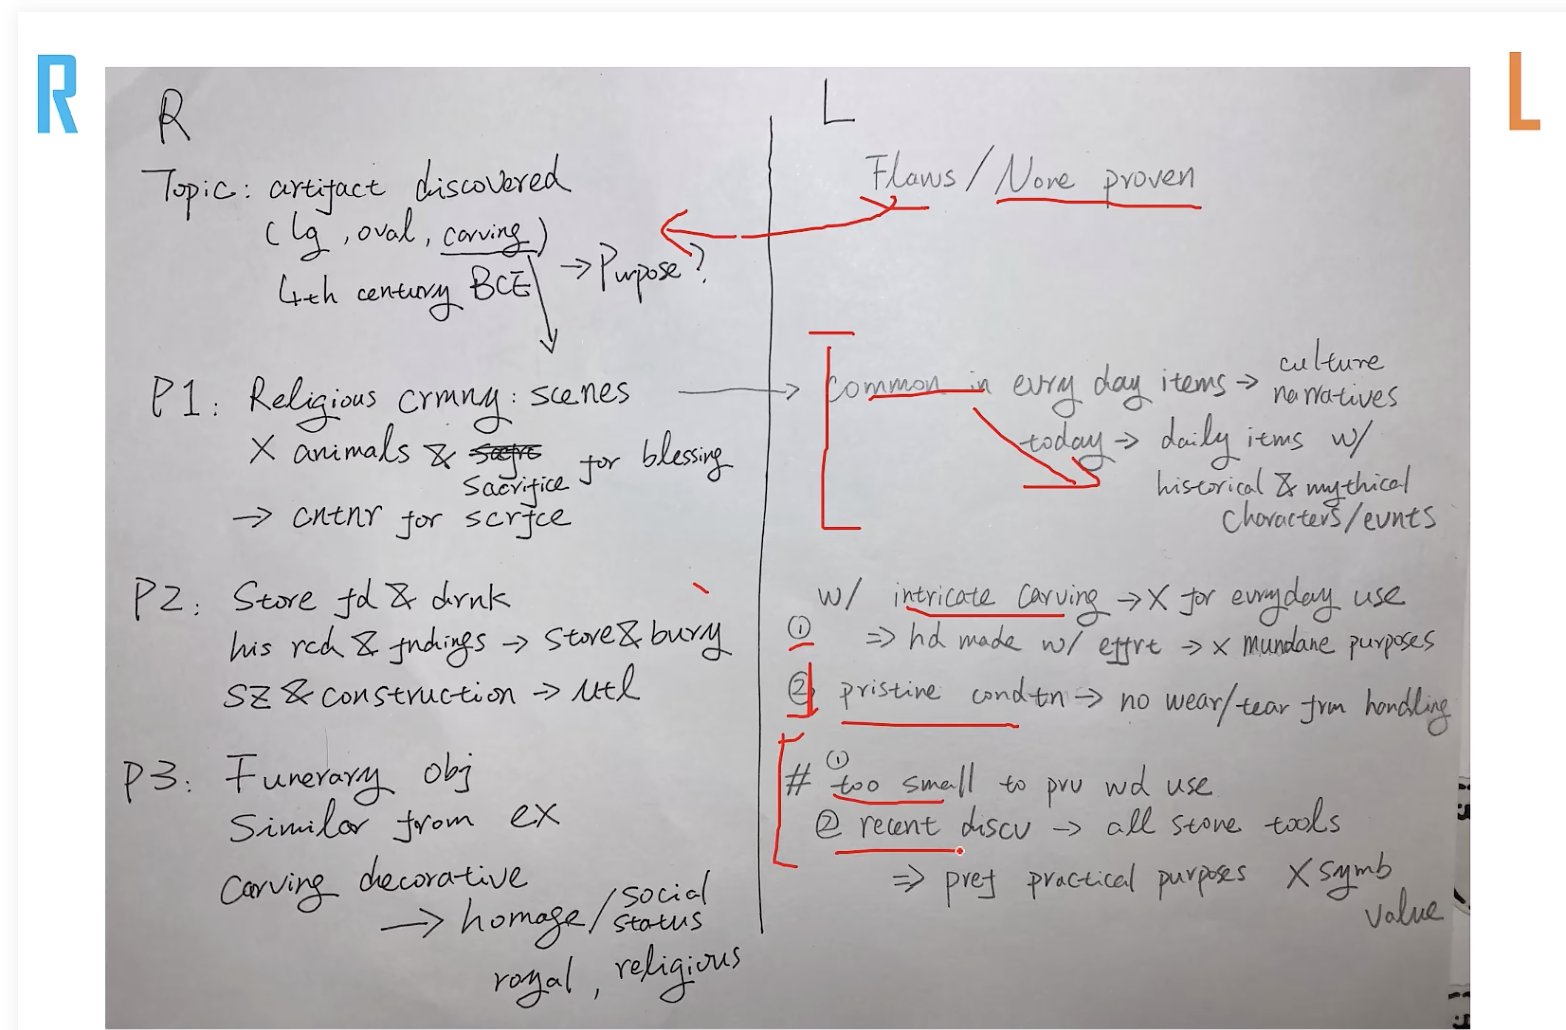 R
L
R
Topic: artifact discovered
(lg, oval, carving)
4th century BCE → Purpose?
P1: Religious crmny: scenes
X animals & sacrifice for blessing
→ cntnr for scrfce
P2: Store fd & drnk
his rcd & fndings → store & bury
sz & construction → utl
P3: Funerary obj
Similar from ex
Carving decorative
→ homage/social status
royal, religious
L
Flaws / None proven
common in evry day items → culture narratives
today → daily itms w/
historical & mythical
characters/evnts
w/ intricate carving → X for evryday use
① ⇒ hd made w/ effrt → X mundane purposes
② pristine condtn → no wear/tear frm handling
# ① too small to prv wd use
② recent discv → all stone tools
⇒ pref practical purposes X symb
value